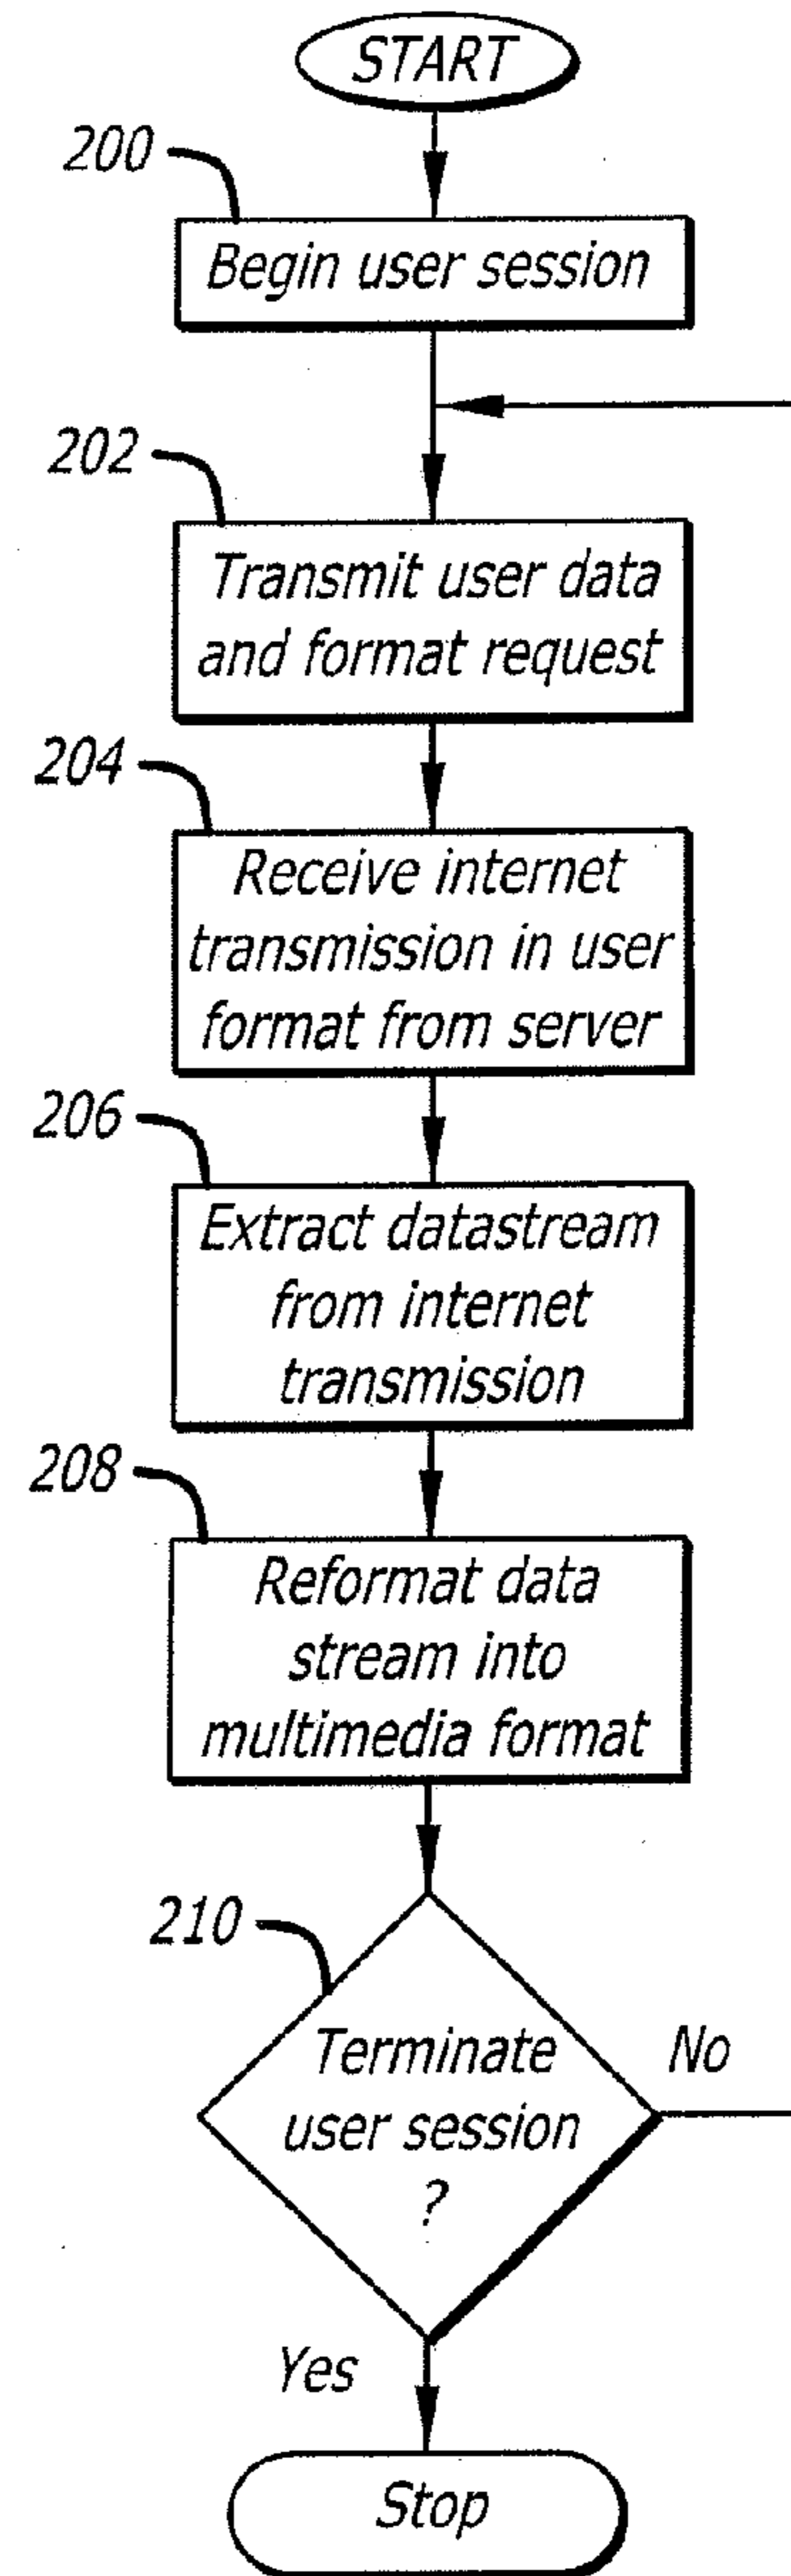 START
200
Begin user session
202
Transmit user data
and format request
204
Receive internet
transmission in user
format from server
206
Extract datastream
from internet
transmission
208
Reformat data
stream into
multimedia format
210
Terminate
user session
?
No
Yes
Stop